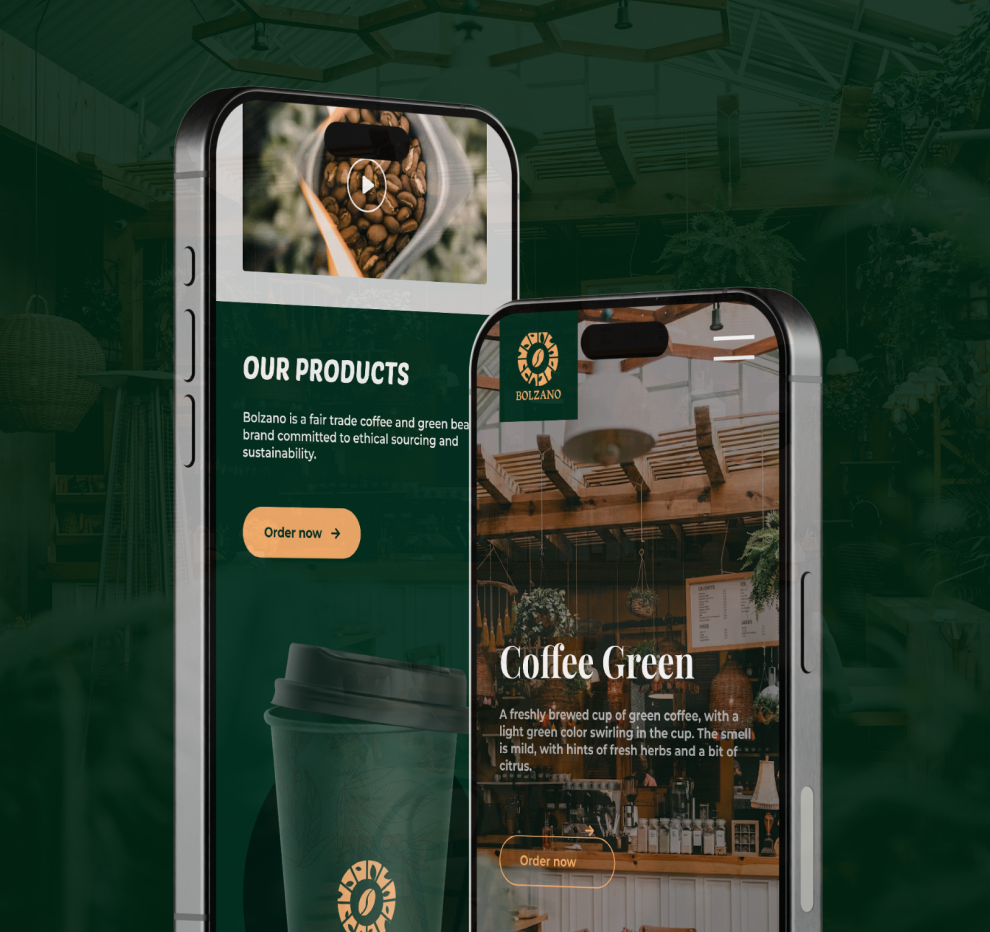 OUR PRODUCTS
Bolzano is a fair trade coffee and green bea
brand committed to ethical sourcing and
sustainability.
Order now →
BOLZANO
Coffee Green
A freshly brewed cup of green coffee, with a
light green color swirling in the cup. The smell
is mild, with hints of fresh herbs and a bit of
citrus.
→
Order now